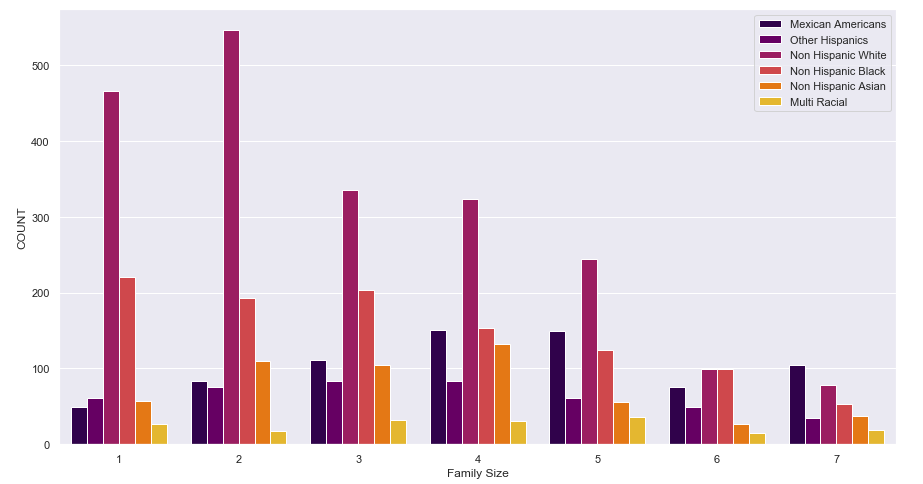 Mexican Americans
Other Hispanics
Non Hispanic White
Non Hispanic Black
Non Hispanic Asian
Multi Racial
COUNT
500
400
300
200
100
0
1 2 3 4 5 6 7
Family Size